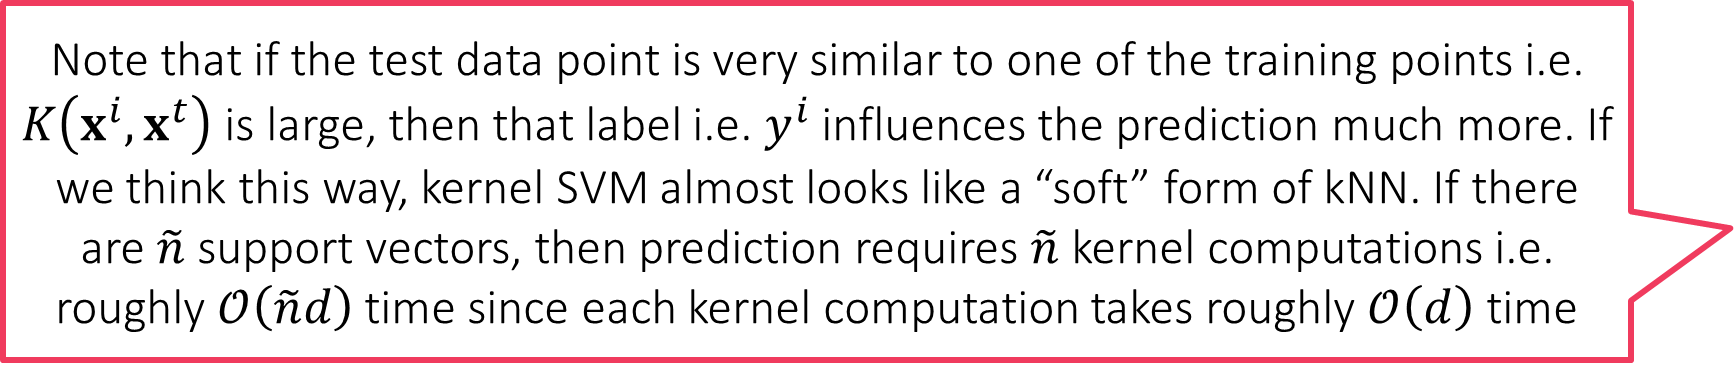 Note that if the test data point is very similar to one of the training points i.e.
𝐾(𝐱ⁱ, 𝐱ᵗ) is large, then that label i.e. 𝑦ⁱ influences the prediction much more. If
we think this way, kernel SVM almost looks like a “soft” form of kNN. If there
are ñ support vectors, then prediction requires ñ kernel computations i.e.
roughly 𝒪(ñ𝑑) time since each kernel computation takes roughly 𝒪(𝑑) time